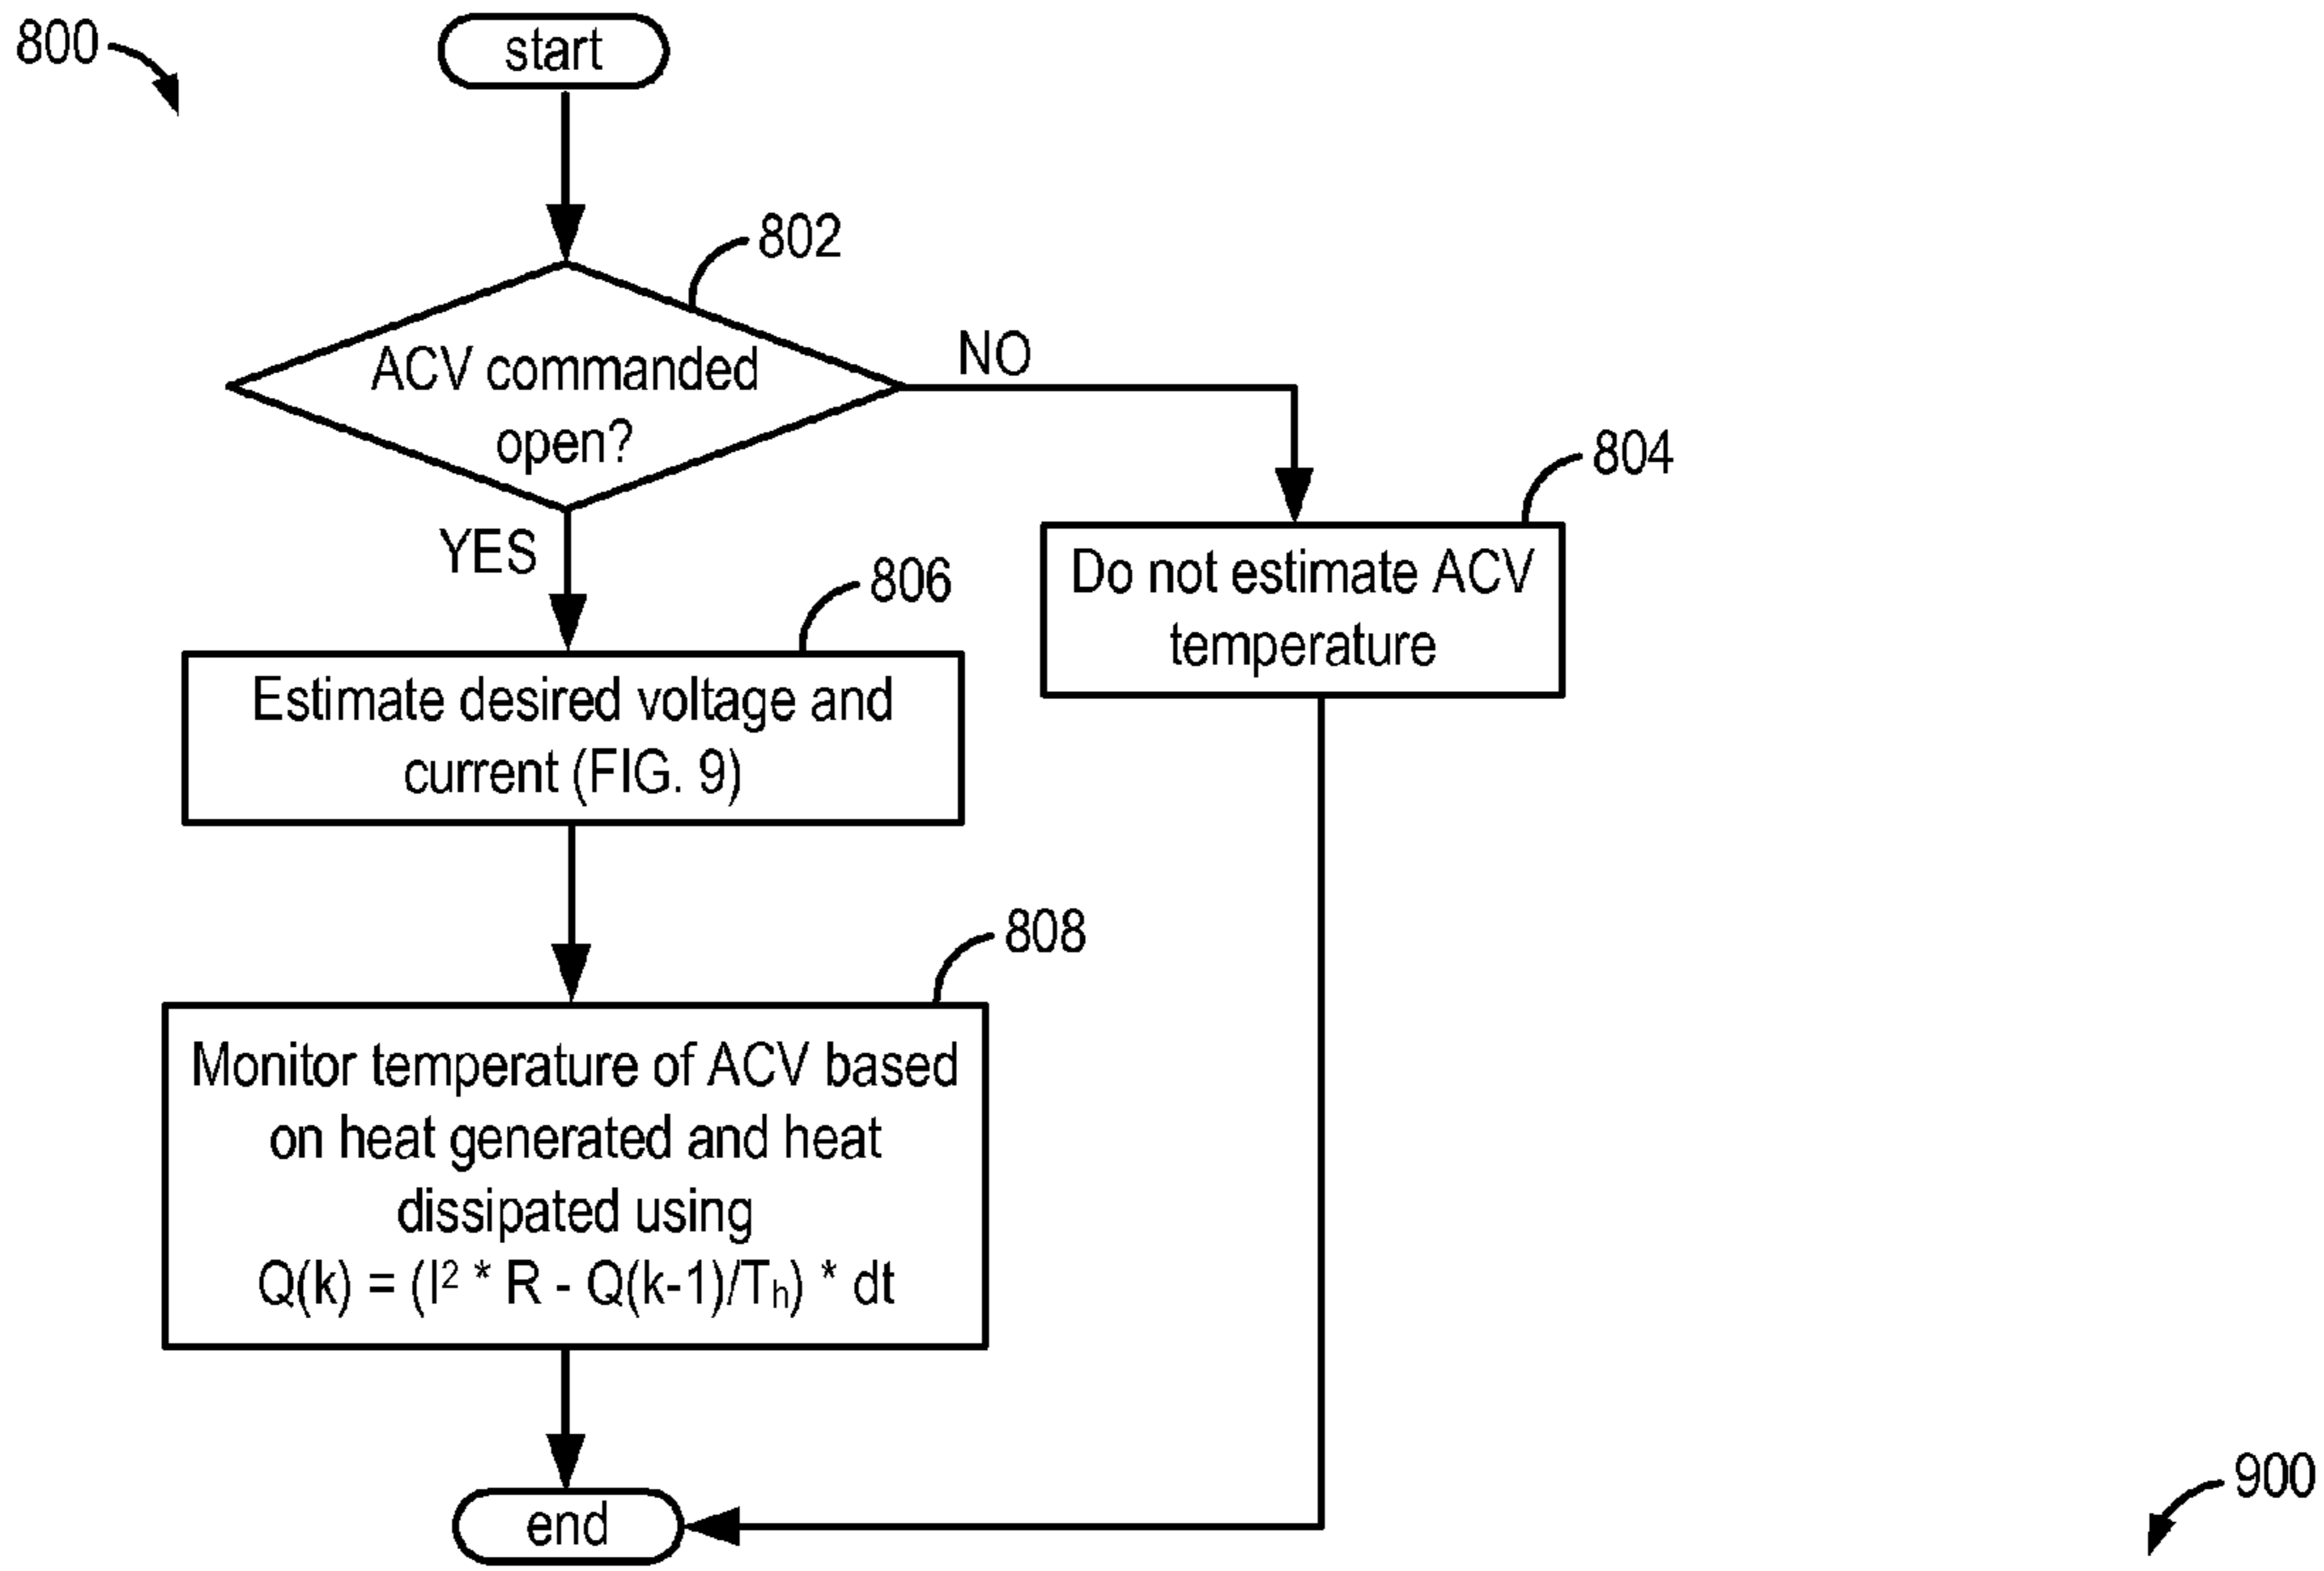 800
start
802
ACV commanded
open?
NO
YES
804
Do not estimate ACV
temperature
806
Estimate desired voltage and
current (FIG. 9)
808
Monitor temperature of ACV based
on heat generated and heat
dissipated using
Q(k) = (I² * R - Q(k-1)/Tₕ) * dt
end
900